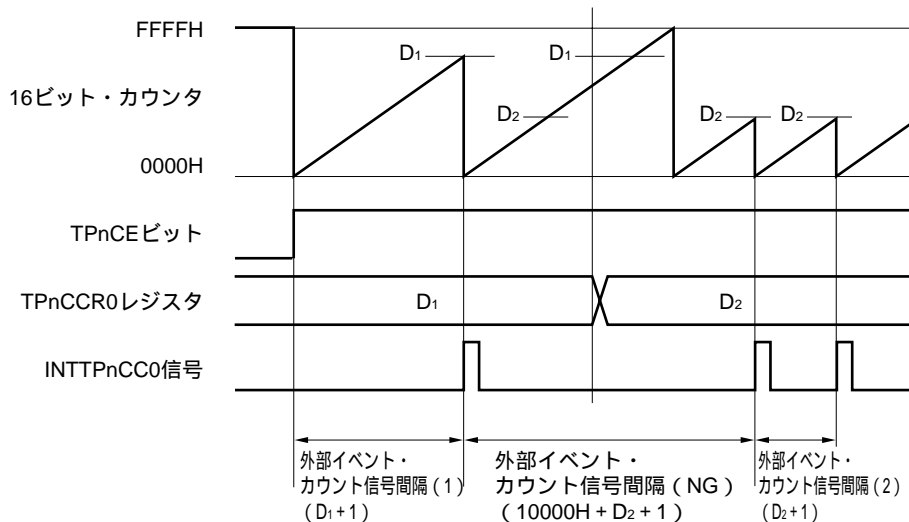 FFFFH
D1
D1
16ビット・カウンタ
D2
D2
D2
0000H
TPnCEビット
TPnCCR0レジスタ
D1
D2
INTTPnCC0信号
外部イベント・
カウント信号間隔(1)
(D1+1)
外部イベント・
カウント信号間隔(NG)
(10000H+D2+1)
外部イベント・
カウント信号間隔(2)
(D2+1)